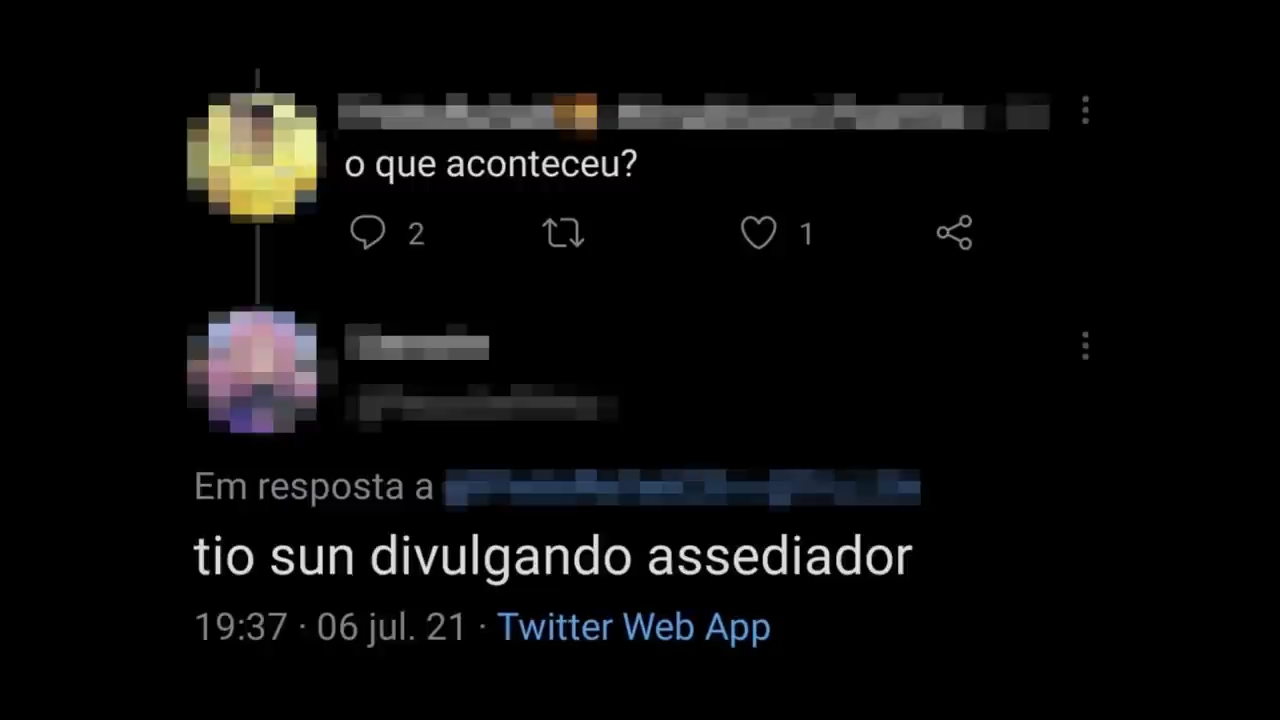 o que aconteceu?
2 1
Em resposta a
tio sun divulgando assediador
19:37 · 06 jul. 21 · Twitter Web App